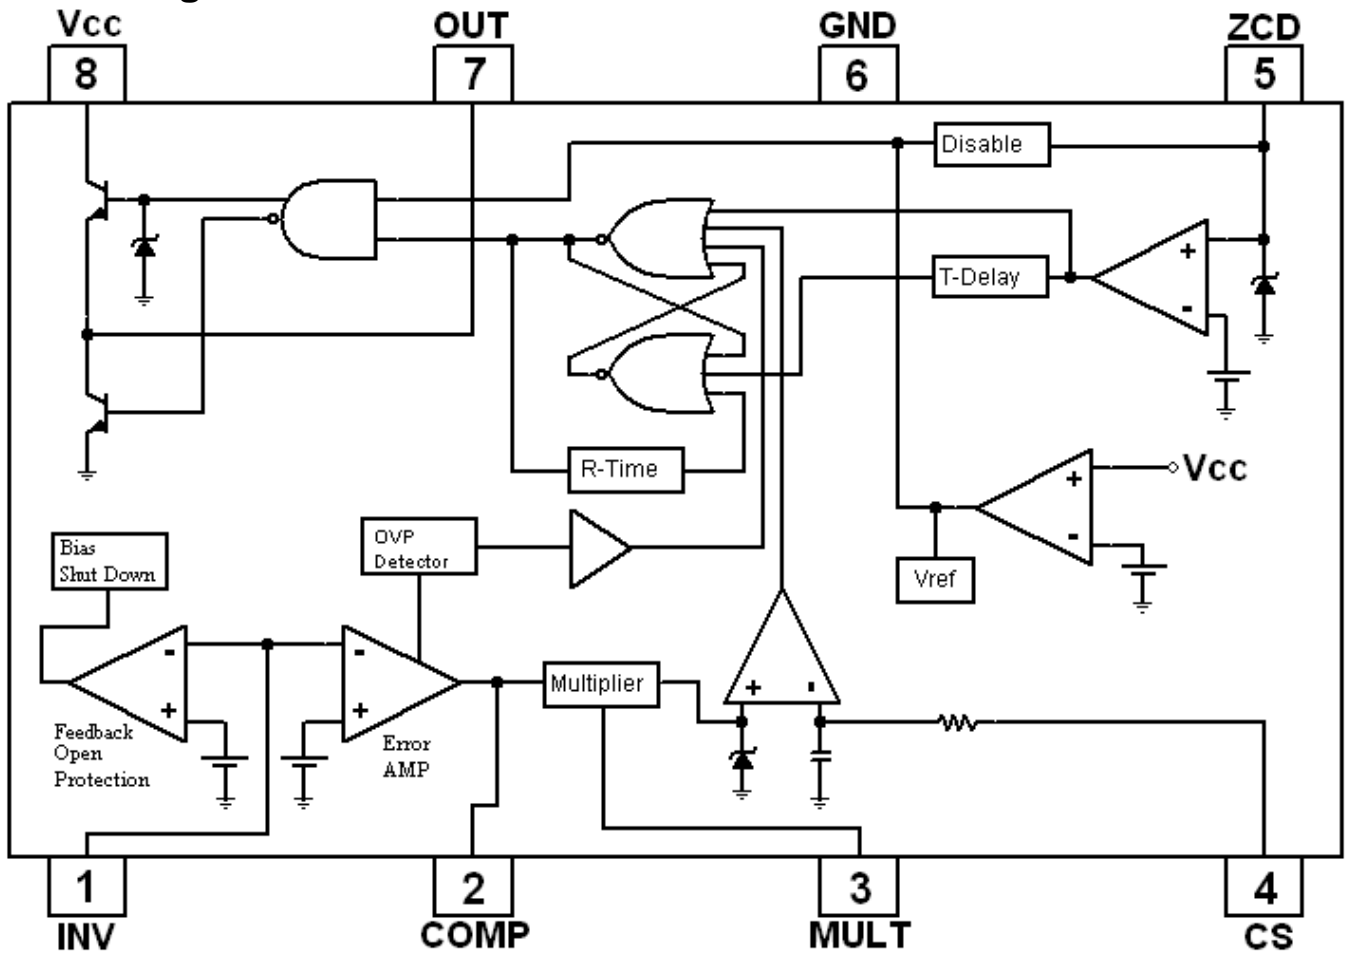 Vcc
OUT
GND
ZCD
8
7
6
5
Disable
+
-
T-Delay
R-Time
+
-
Vcc
Vref
OVP
Detector
Bias
Shut Down
-
+
-
+
Multiplier
+
-
Feedback
Open
Protection
Error
AMP
1
2
3
4
INV
COMP
MULT
CS